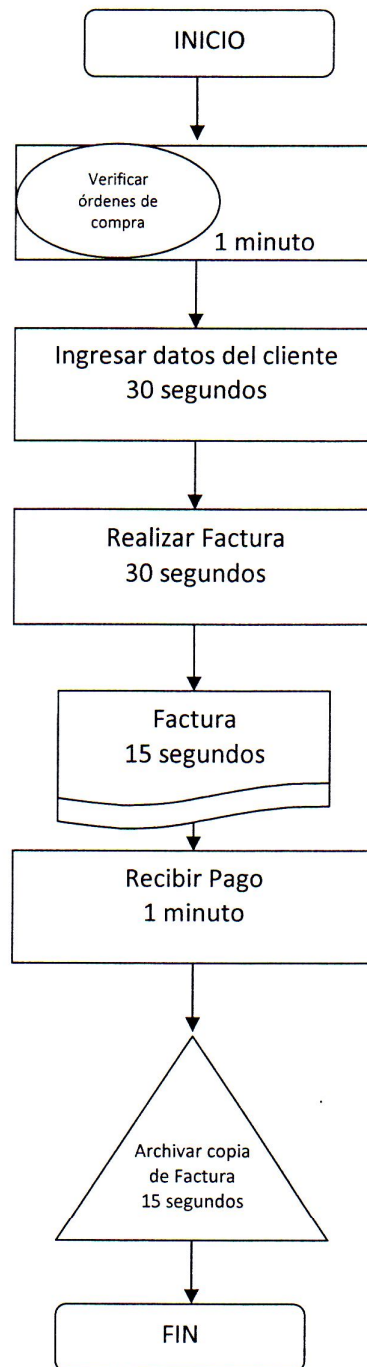 INICIO
Verificar
órdenes de
compra
1 minuto
Ingresar datos del cliente
30 segundos
Realizar Factura
30 segundos
Factura
15 segundos
Recibir Pago
1 minuto
Archivar copia
de Factura
15 segundos
FIN